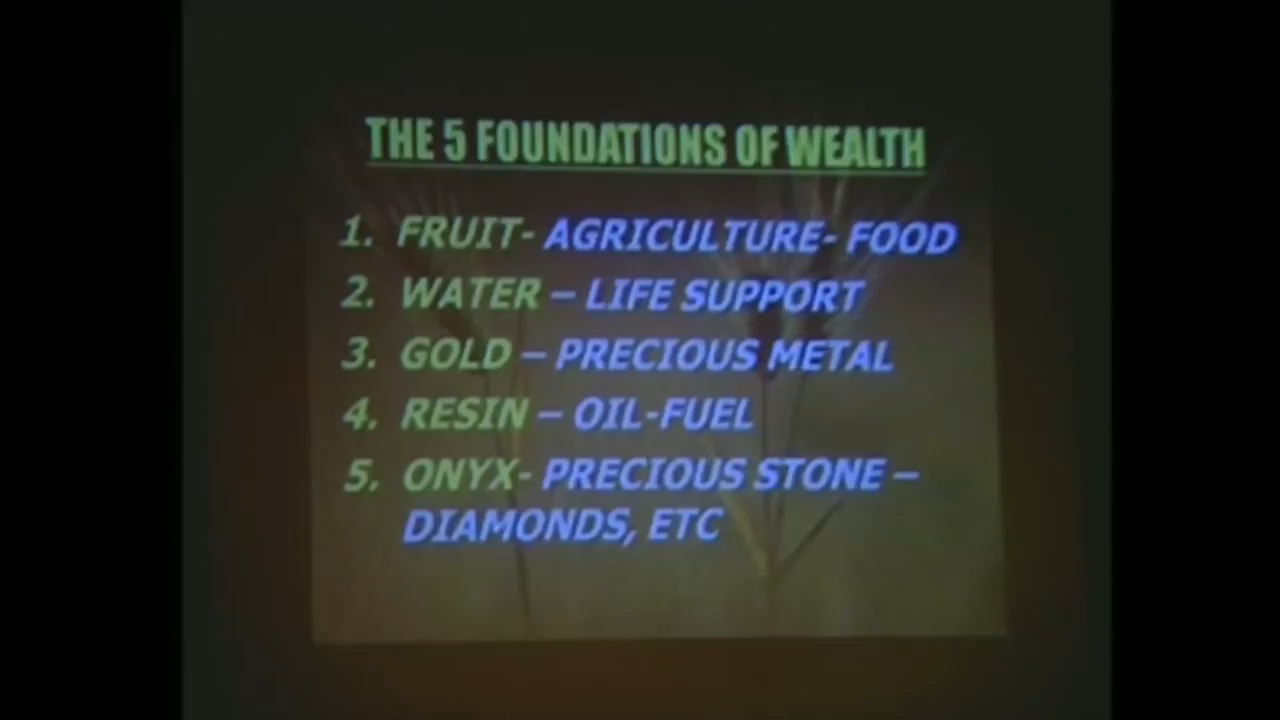 THE 5 FOUNDATIONS OF WEALTH
1. FRUIT- AGRICULTURE- FOOD
2. WATER – LIFE SUPPORT
3. GOLD – PRECIOUS METAL
4. RESIN – OIL-FUEL
5. ONYX- PRECIOUS STONE –
DIAMONDS, ETC